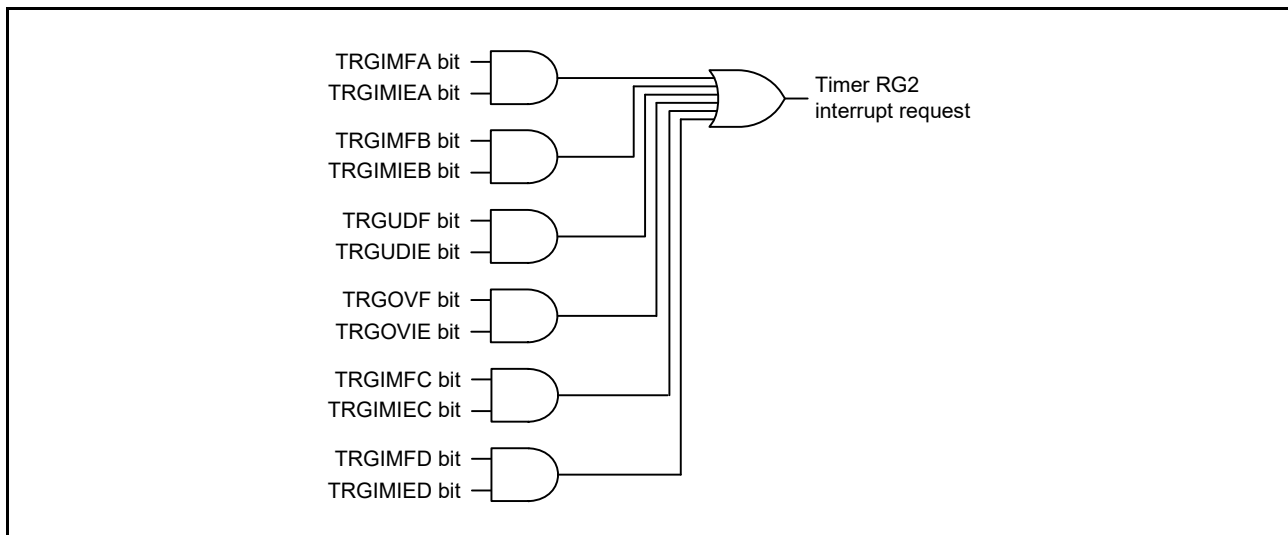 TRGIMFA bit
TRGIMIEA bit
TRGIMFB bit
TRGIMIEB bit
TRGUDF bit
TRGUDIE bit
TRGOVF bit
TRGOVIE bit
TRGIMFC bit
TRGIMIEC bit
TRGIMFD bit
TRGIMIED bit
Timer RG2
interrupt request